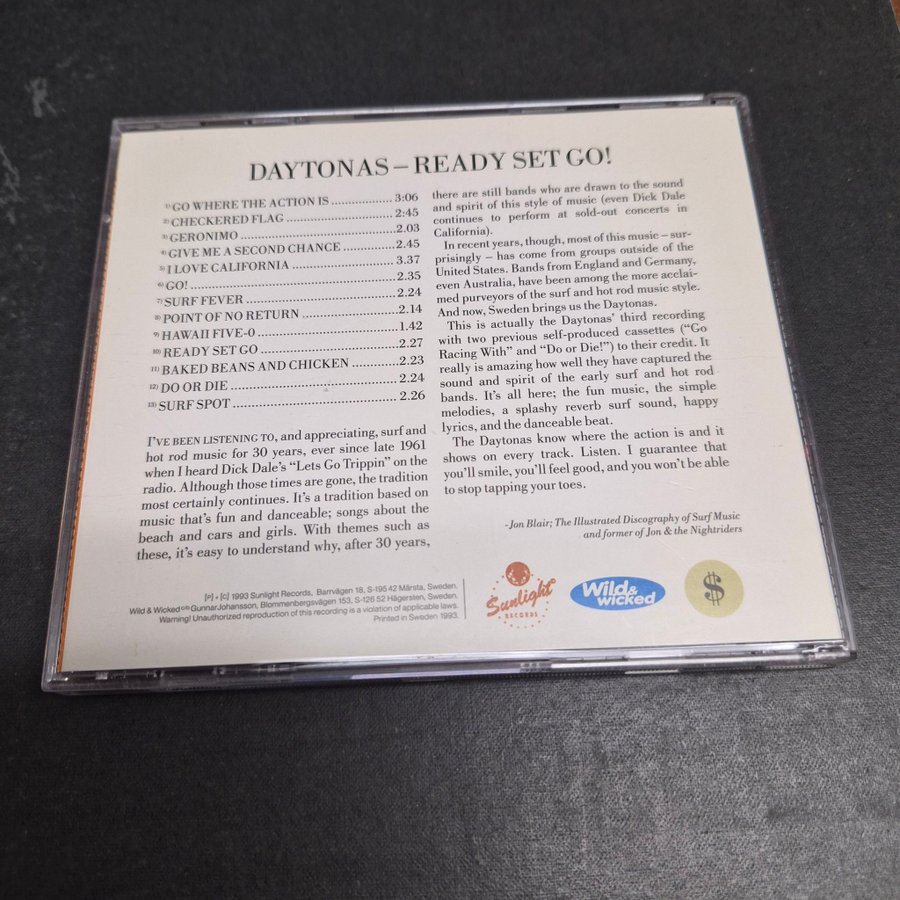 DAYTONAS – READY SET GO!
1) GO WHERE THE ACTION IS ............ 3:06
2) CHECKERED FLAG ............ 2:45
3) GERONIMO ............ 2.03
4) GIVE ME A SECOND CHANCE ............ 2.45
5) I LOVE CALIFORNIA ............ 3.37
6) GO! ............ 2.35
7) SURF FEVER ............ 2.24
8) POINT OF NO RETURN ............ 2.14
9) HAWAII FIVE-0 ............ 1.42
10) READY SET GO ............ 2.27
11) BAKED BEANS AND CHICKEN ............ 2.23
12) DO OR DIE ............ 2.24
13) SURF SPOT ............ 2.26
I'VE BEEN LISTENING TO, and appreciating, surf and
hot rod music for 30 years, ever since late 1961
when I heard Dick Dale's "Lets Go Trippin" on the
radio. Although those times are gone, the tradition
most certainly continues. It's a tradition based on
music that's fun and danceable; songs about the
beach and cars and girls. With themes such as
these, it's easy to understand why, after 30 years,
there are still bands who are drawn to the sound
and spirit of this style of music (even Dick Dale
continues to perform at sold-out concerts in
California).
In recent years, though, most of this music – sur-
prisingly – has come from groups outside of the
United States. Bands from England and Germany,
even Australia, have been among the more acclai-
med purveyors of the surf and hot rod music style.
And now, Sweden brings us the Daytonas.
This is actually the Daytonas' third recording
with two previous self-produced cassettes ("Go
Racing With" and "Do or Die!") to their credit. It
really is amazing how well they have captured the
sound and spirit of the early surf and hot rod
bands. It's all here; the fun music, the simple
melodies, a splashy reverb surf sound, happy
lyrics, and the danceable beat.
The Daytonas know where the action is and it
shows on every track. Listen. I guarantee that
you'll smile, you'll feel good, and you won't be able
to stop tapping your toes.
-Jon Blair; The Illustrated Discography of Surf Music
and former of Jon & the Nightriders
[P] + [C] 1993 Sunlight Records, Barrvägen 18, S-195 42 Märsta, Sweden.
Wild & Wicked c/o Gunnar Johansson, Blommenbergsvägen 153, S-126 52 Hägersten, Sweden.
Warning! Unauthorized reproduction of this recording is a violation of applicable laws.
Printed in Sweden 1993.
Sunlight
RECORDS
Wild &
wicked
$